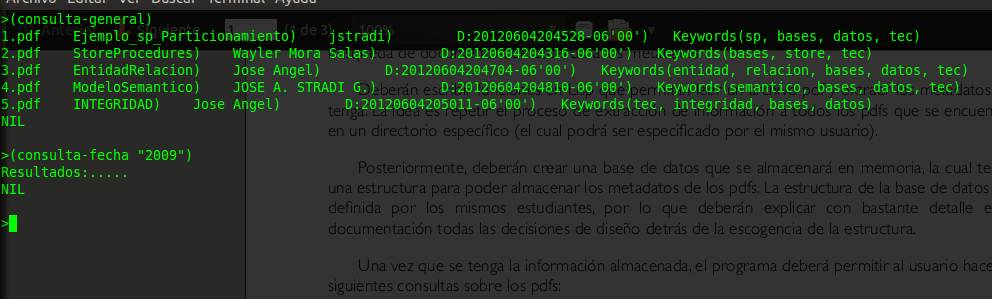 Archivo Editar Ver Buscar Terminal Ayuda
>(consulta-general)
1.pdf    Ejemplo_sp_Particionamiento)    jstradi)        D:20120604204528-06'00')   Keywords(sp, bases, datos, tec)
2.pdf    StoreProcedures)    Wayler Mora Salas)        D:20120604204316-06'00')   Keywords(bases, store, tec)
3.pdf    EntidadRelacion)    Jose Angel)        D:20120604204704-06'00')   Keywords(entidad, relacion, bases, datos, tec)
4.pdf    ModeloSemantico)    JOSE A. STRADI G.)        D:20120604204810-06'00')   Keywords(semantico, bases, datos, tec)
5.pdf    INTEGRIDAD)    Jose Angel)        D:20120604205011-06'00')   Keywords(tec, integridad, bases, datos)
NIL
>(consulta-fecha "2009")
Resultados:.....
NIL
>
Siguiente 1 (1 de 3) 100%
tenga. La idea es repetir el proceso de extracción de información a todos los pdfs que se encuen
en un directorio específico (el cual podrá ser especificado por el mismo usuario).
Posteriormente, deberán crear una base de datos que se almacenará en memoria, la cual te
una estructura para poder almacenar los metadatos de los pdfs. La estructura de la base de datos
definida por los mismos estudiantes, por lo que deberán explicar con bastante detalle e
documentación todas las decisiones de diseño detrás de la escogencia de la estructura.
Una vez que se tenga la información almacenada, el programa deberá permitir al usuario hace
siguientes consultas sobre los pdfs: